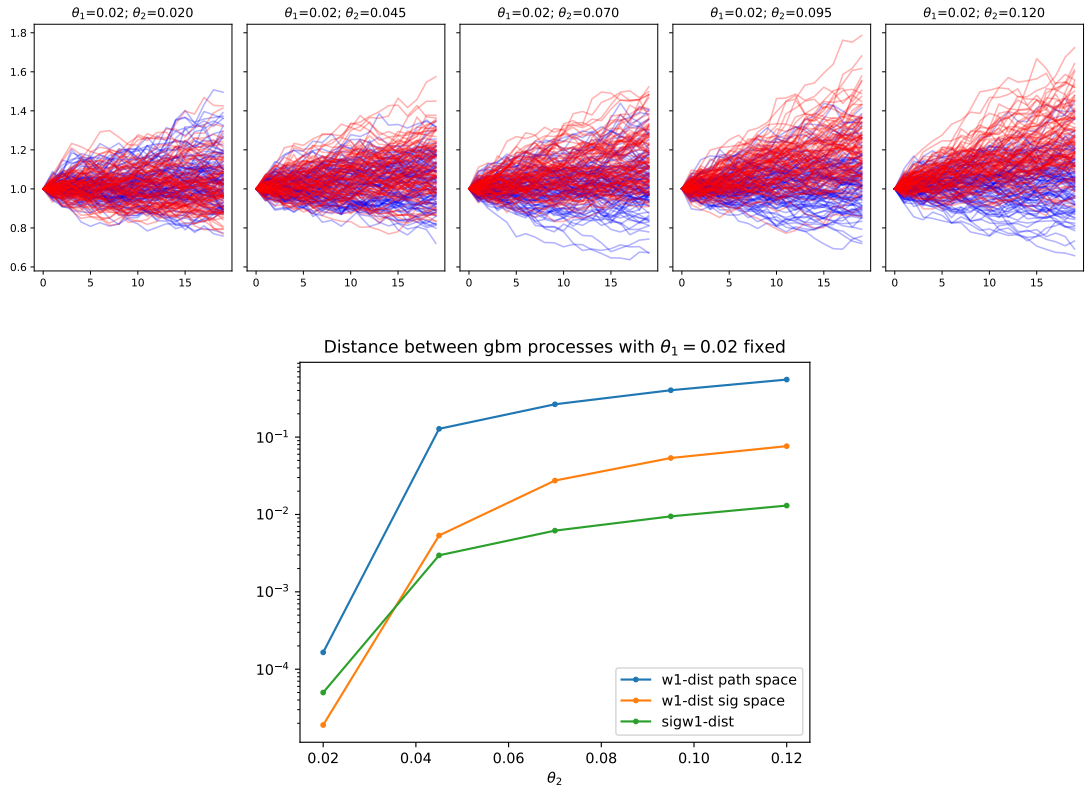 θ₁=0.02; θ₂=0.020
θ₁=0.02; θ₂=0.045
θ₁=0.02; θ₂=0.070
θ₁=0.02; θ₂=0.095
θ₁=0.02; θ₂=0.120
1.8
1.6
1.4
1.2
1.0
0.8
0.6
0 5 10 15
0 5 10 15
0 5 10 15
0 5 10 15
0 5 10 15
Distance between gbm processes with θ₁ = 0.02 fixed
10⁻¹
10⁻²
10⁻³
10⁻⁴
w1-dist path space
w1-dist sig space
sigw1-dist
0.02 0.04 0.06 0.08 0.10 0.12
θ₂